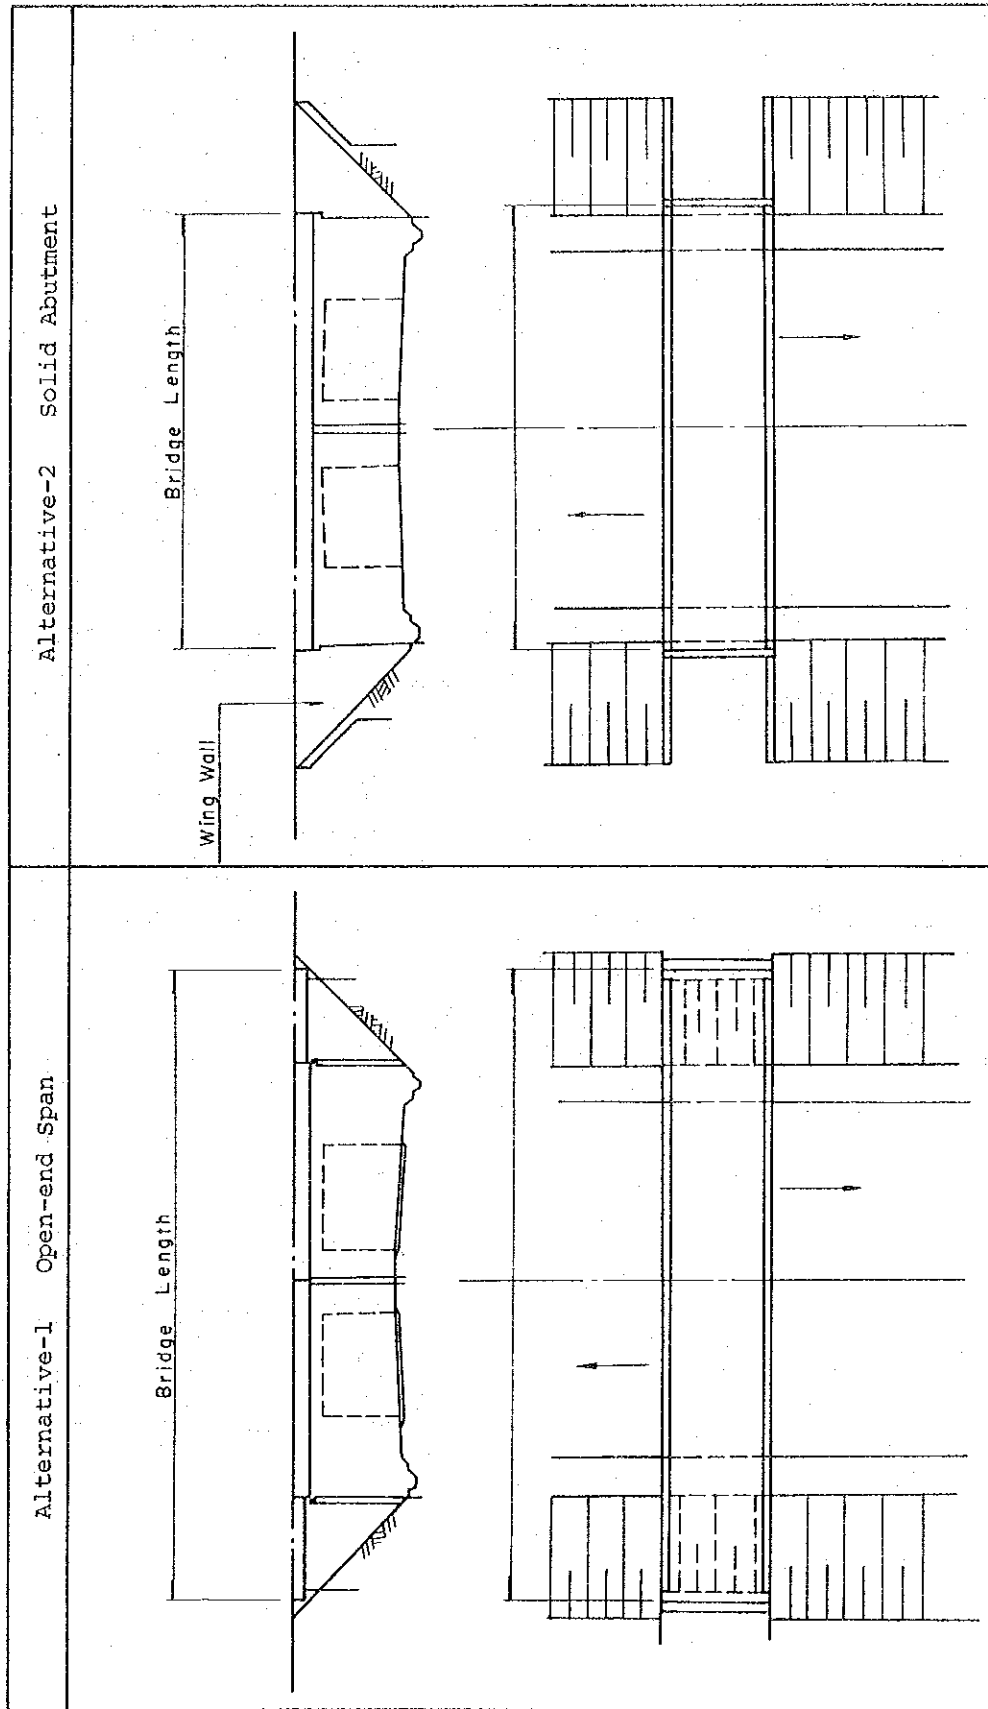 Alternative-1 Open-end Span
Bridge Length
Alternative-2 Solid Abutment
Bridge Length
Wing Wall